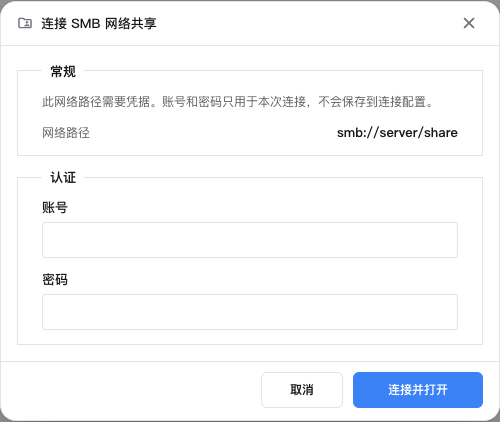 连接 SMB 网络共享
常规
此网络路径需要凭据。账号和密码只用于本次连接，不会保存到连接配置。
网络路径 smb://server/share
认证
账号
密码
取消 连接并打开